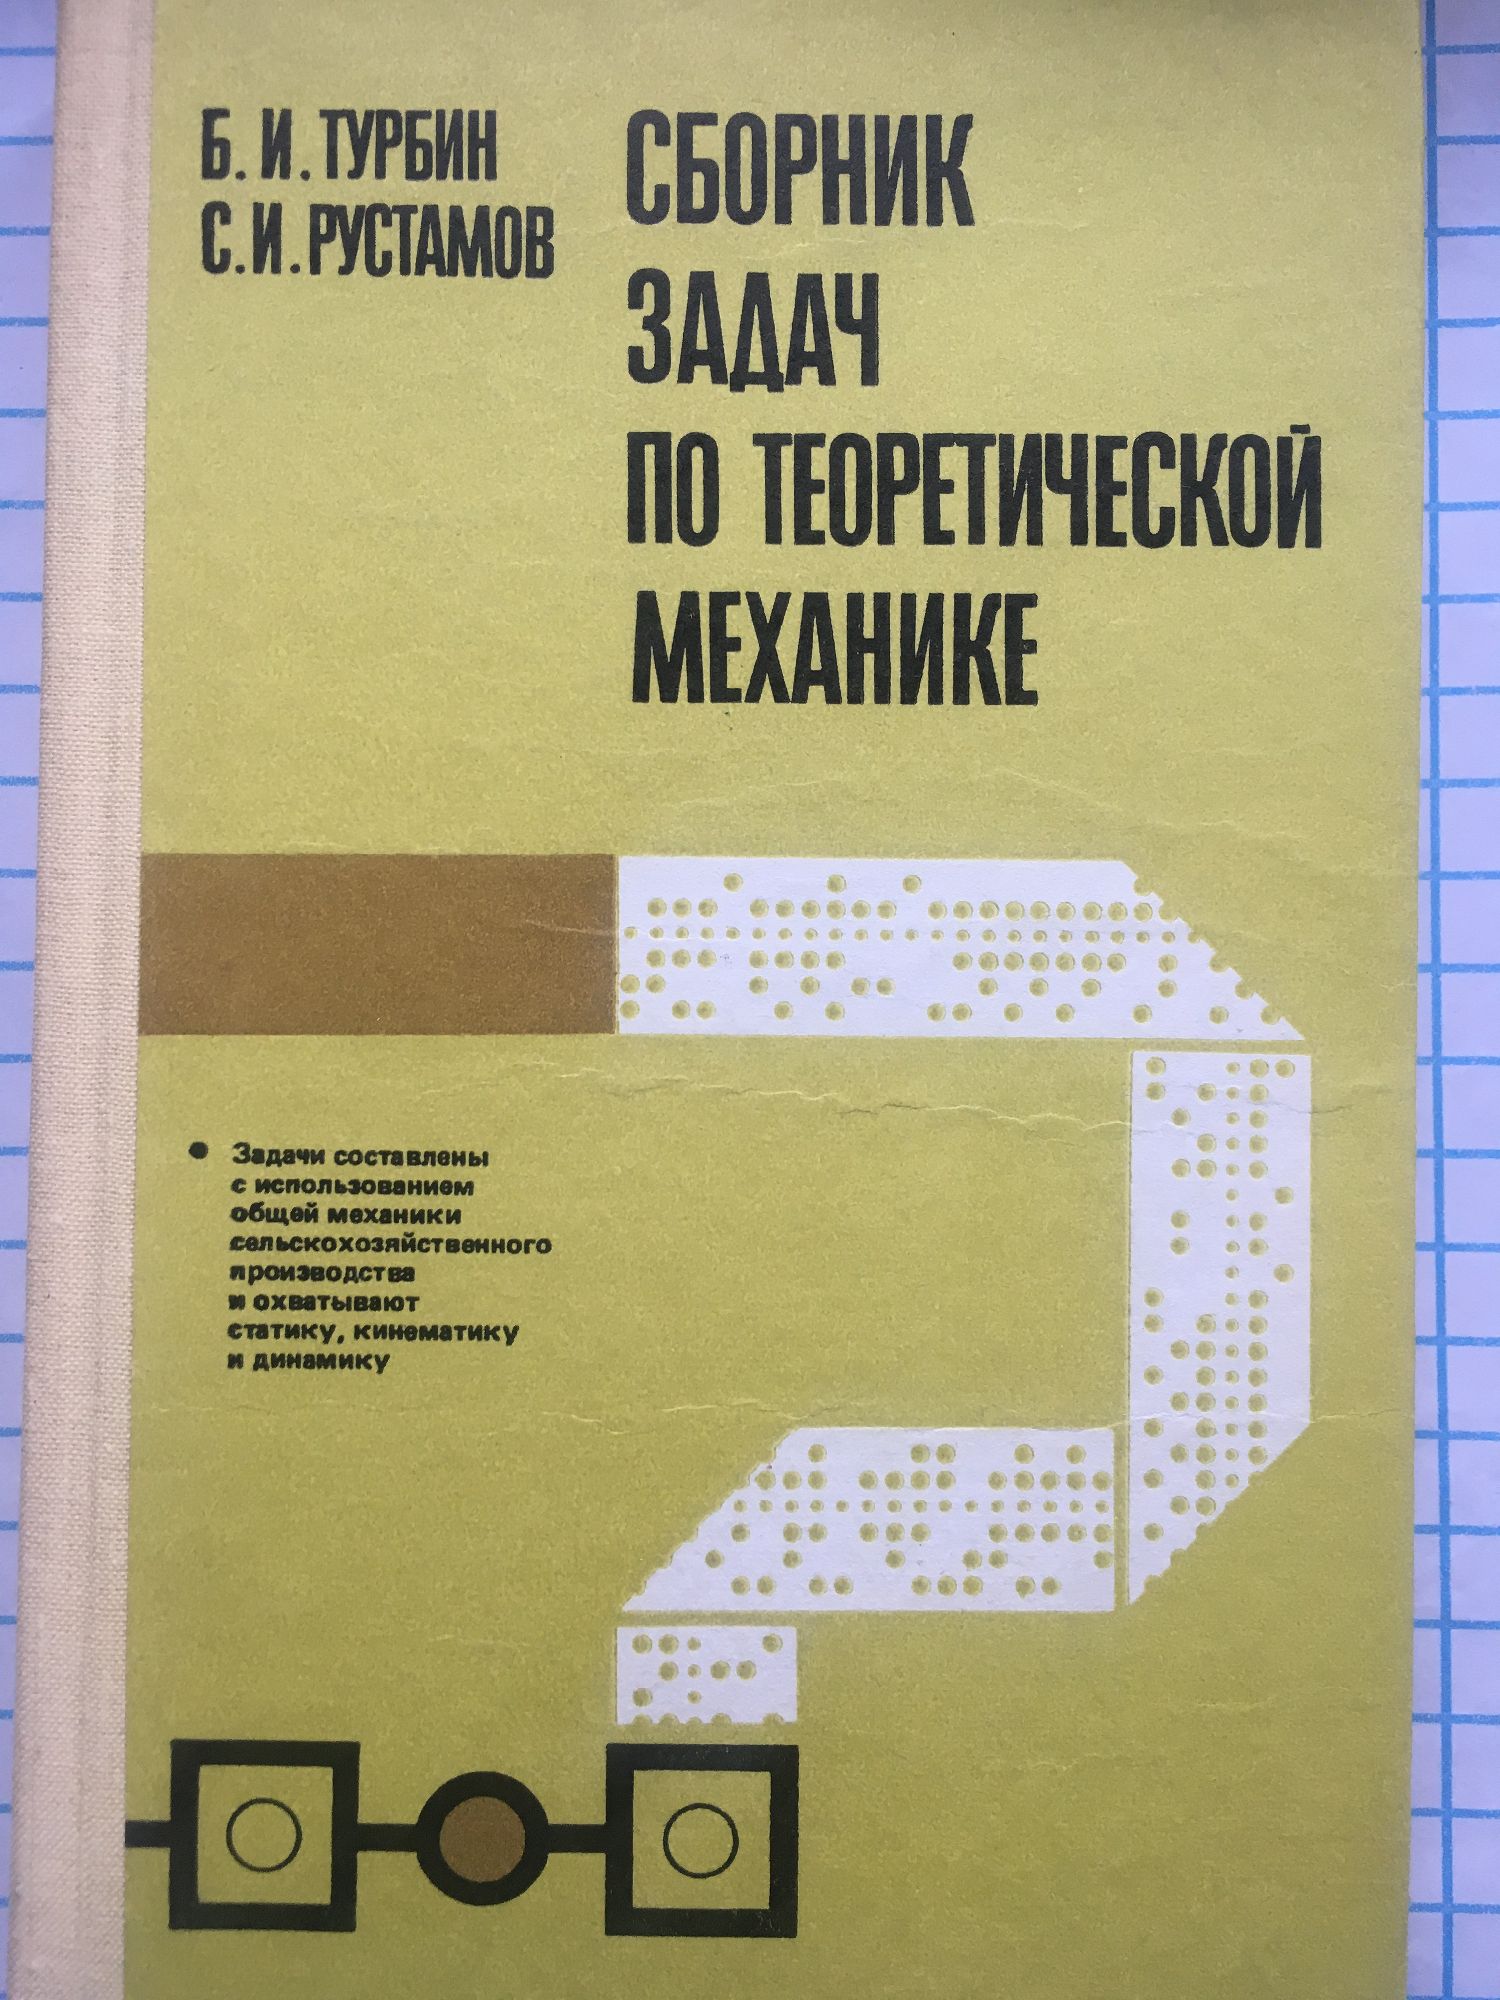 Б. И. ТУРБИН
С. И. РУСТАМОВ
СБОРНИК
ЗАДАЧ
ПО ТЕОРЕТИЧЕСКОЙ
МЕХАНИКЕ
● Задачи составлены
с использованием
общей механики
сельскохозяйственного
производства
и охватывают
статику, кинематику
и динамику